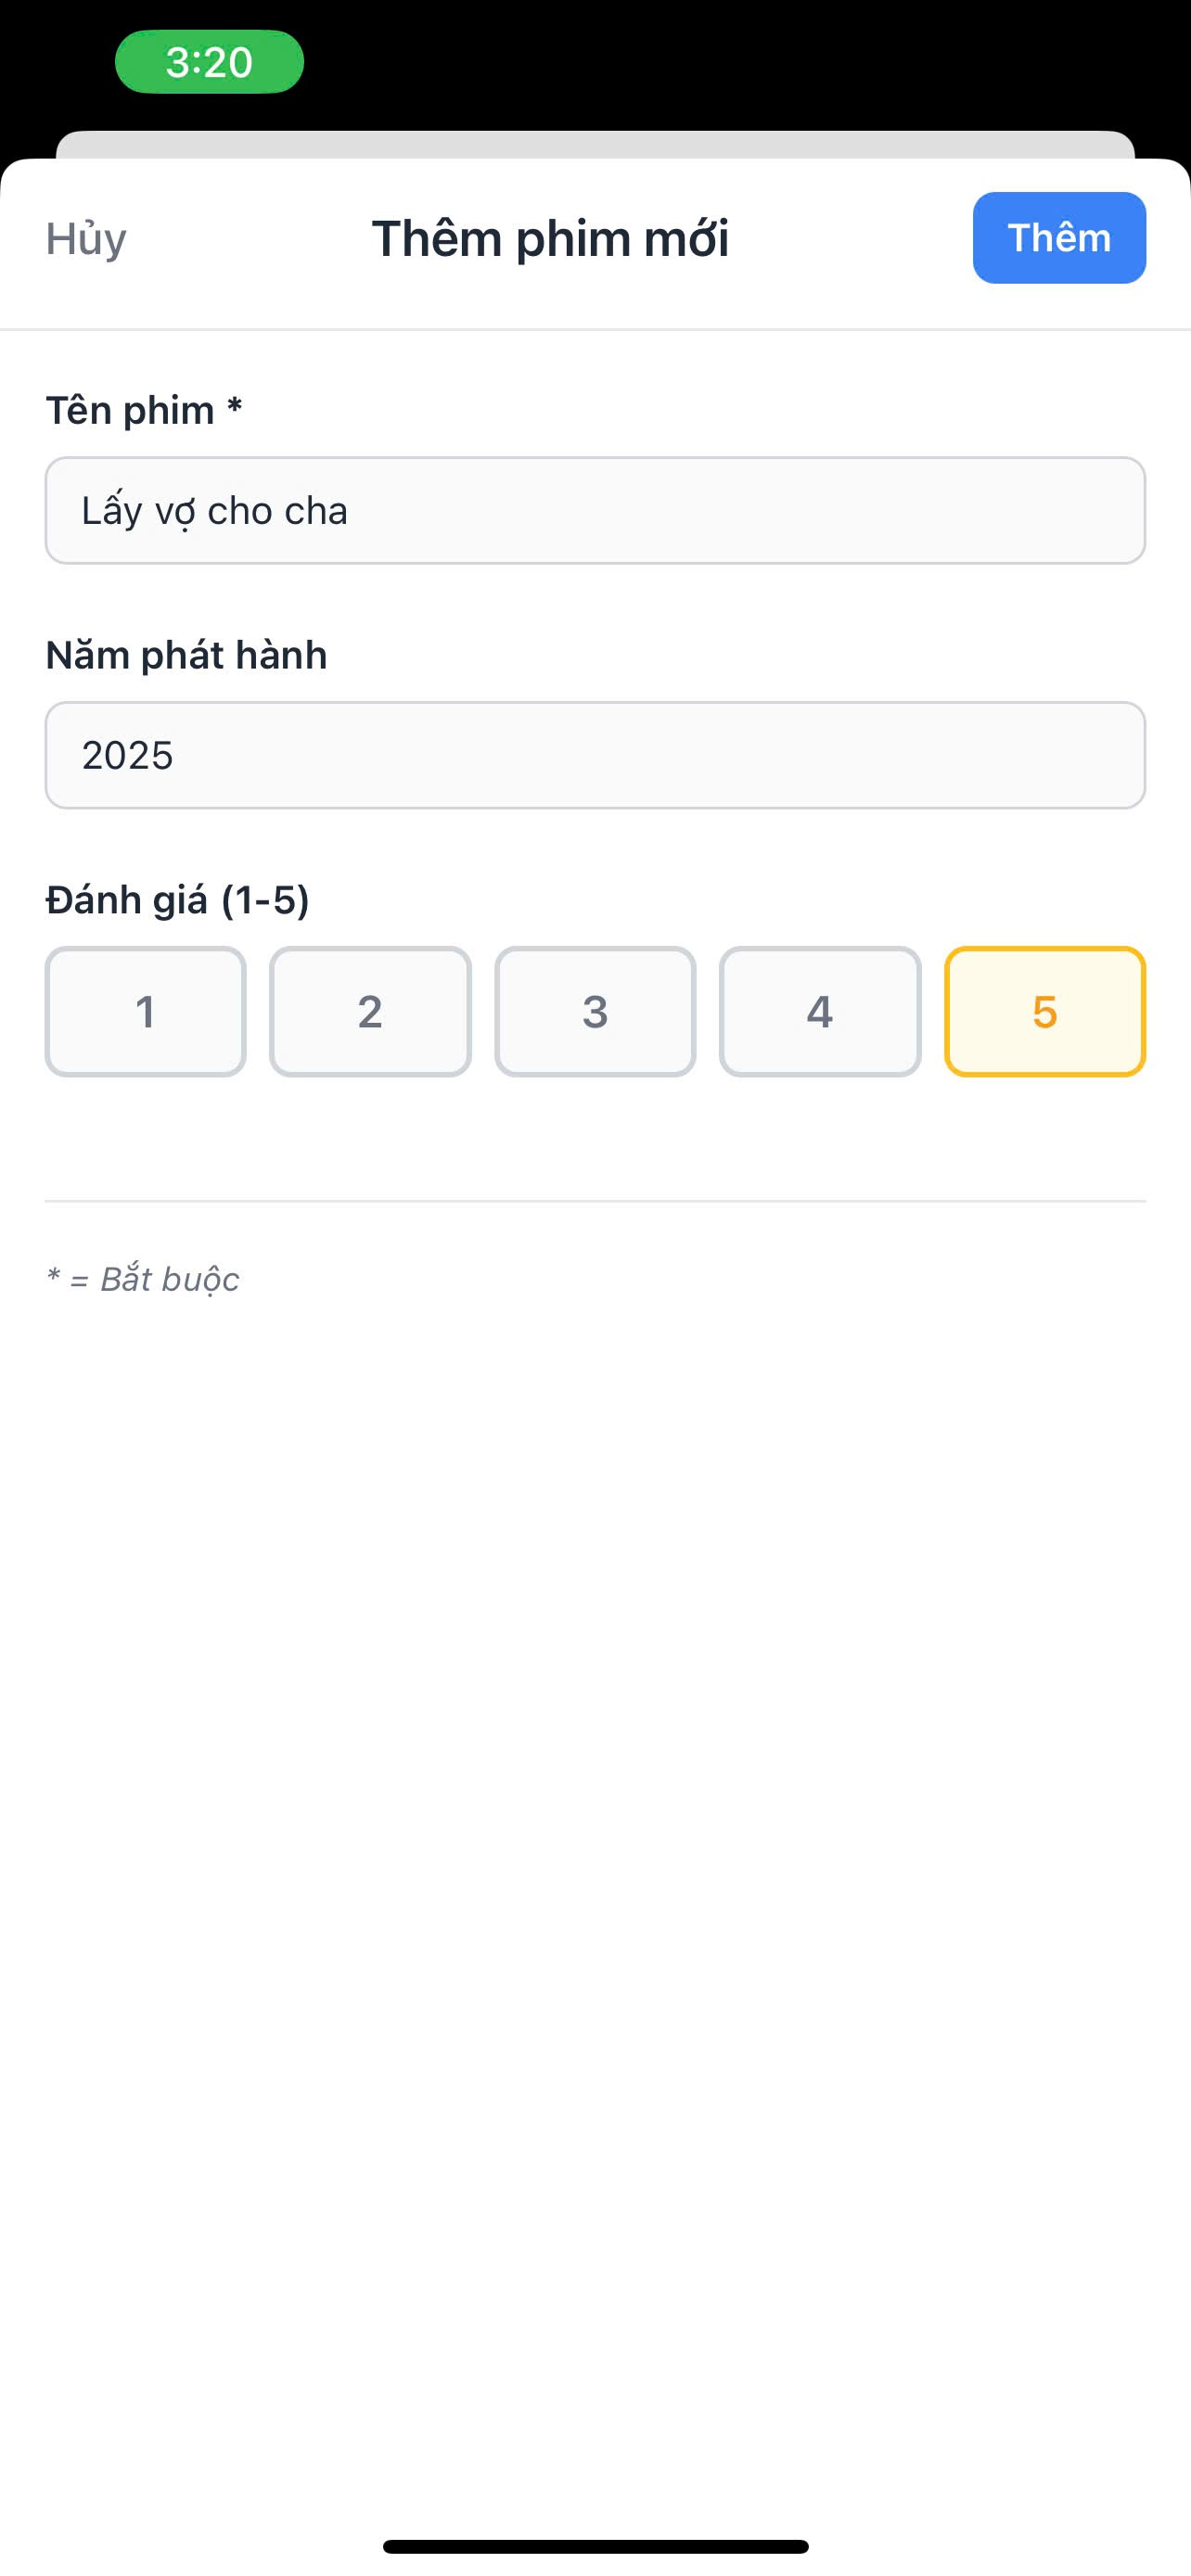 3:20
Hủy
Thêm phim mới
Thêm
Tên phim *
Lấy vợ cho cha
Năm phát hành
2025
Đánh giá (1-5)
1
2
3
4
5
* = Bắt buộc